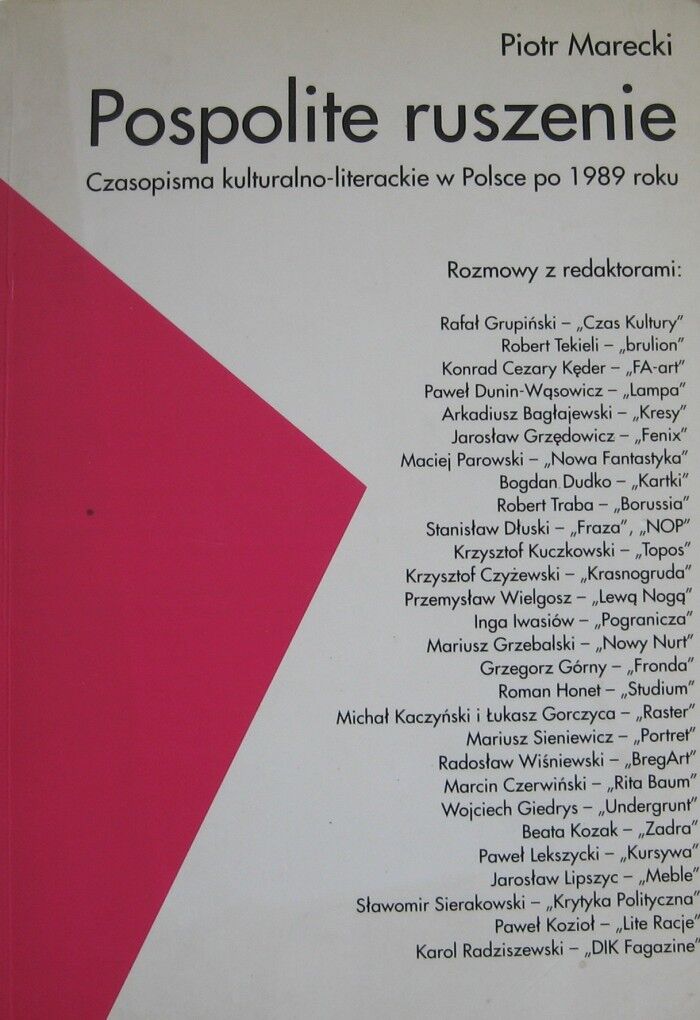 Piotr Marecki
Pospolite ruszenie
Czasopisma kulturalno-literackie w Polsce po 1989 roku
Rozmowy z redaktorami:
Rafał Grupiński – „Czas Kultury”
Robert Tekieli – „brulion”
Konrad Cezary Kęder – „FA-art”
Paweł Dunin-Wąsowicz – „Lampa”
Arkadiusz Bagłajewski – „Kresy”
Jarosław Grzędowicz – „Fenix”
Maciej Parowski – „Nowa Fantastyka”
Bogdan Dudko – „Kartki”
Robert Traba – „Borussia”
Stanisław Dłuski – „Fraza”, „NOP”
Krzysztof Kuczkowski – „Topos”
Krzysztof Czyżewski – „Krasnogruda”
Przemysław Wielgosz – „Lewą Nogą”
Inga Iwasiów – „Pogranicza”
Mariusz Grzebalski – „Nowy Nurt”
Grzegorz Górny – „Fronda”
Roman Honet – „Studium”
Michał Kaczyński i Łukasz Gorczyca – „Raster”
Mariusz Sieniewicz – „Portret”
Radosław Wiśniewski – „BregArt”
Marcin Czerwiński – „Rita Baum”
Wojciech Giedrys – „Undergrunt”
Beata Kozak – „Zadra”
Paweł Lekszycki – „Kursywa”
Jarosław Lipszyc – „Meble”
Sławomir Sierakowski – „Krytyka Polityczna”
Paweł Kozioł – „Lite Racje”
Karol Radziszewski – „DIK Fagazine”